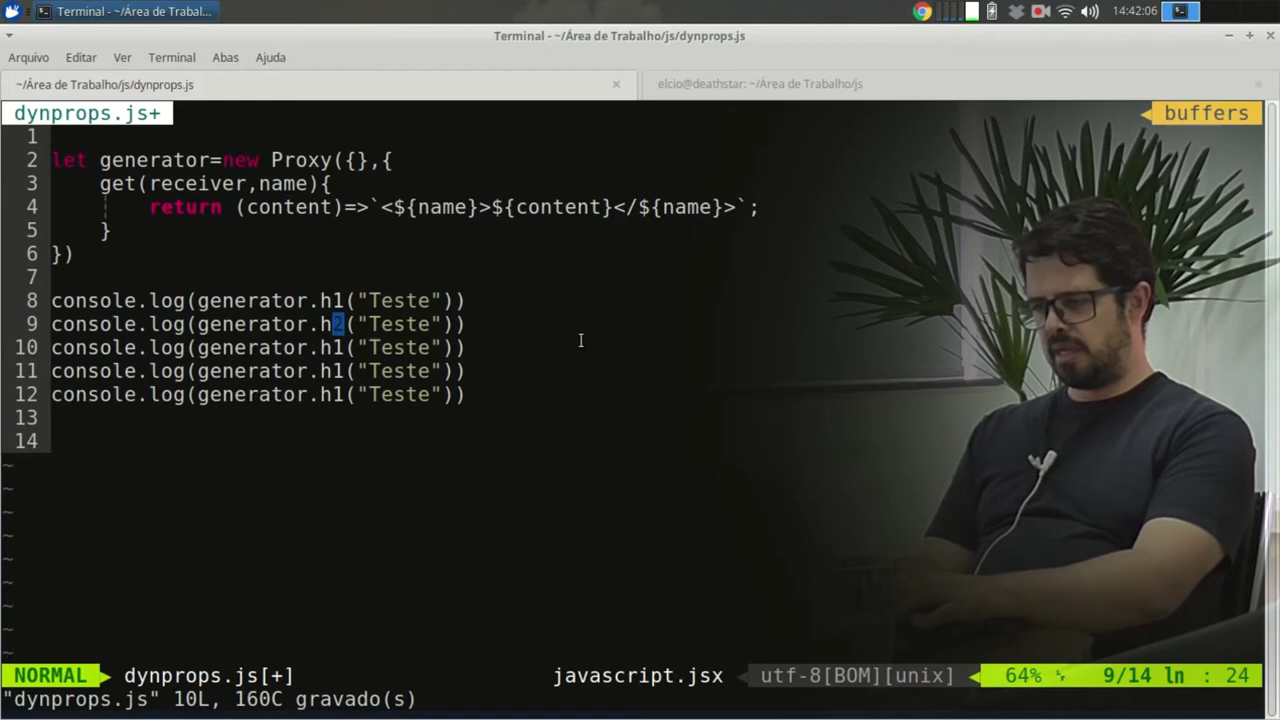 Terminal - ~/Área de Trabal...
14:42:06
Terminal - ~/Área de Trabalho/js/dynprops.js
Arquivo Editar Ver Terminal Abas Ajuda
~/Área de Trabalho/js/dynprops.js
elcio@deathstar: ~/Área de Trabalho/js
dynprops.js+
buffers
1
2 let generator=new Proxy({},{
3     get(receiver,name){
4         return (content)=>`<${name}>${content}</${name}>`;
5     }
6 })
7
8 console.log(generator.h1("Teste"))
9 console.log(generator.h2("Teste"))
10 console.log(generator.h1("Teste"))
11 console.log(generator.h1("Teste"))
12 console.log(generator.h1("Teste"))
13
14
~
~
~
~
~
~
~
~
~
NORMAL dynprops.js[+] javascript.jsx utf-8[BOM][unix] 64% 9/14 ln : 24
"dynprops.js" 10L, 160C gravado(s)